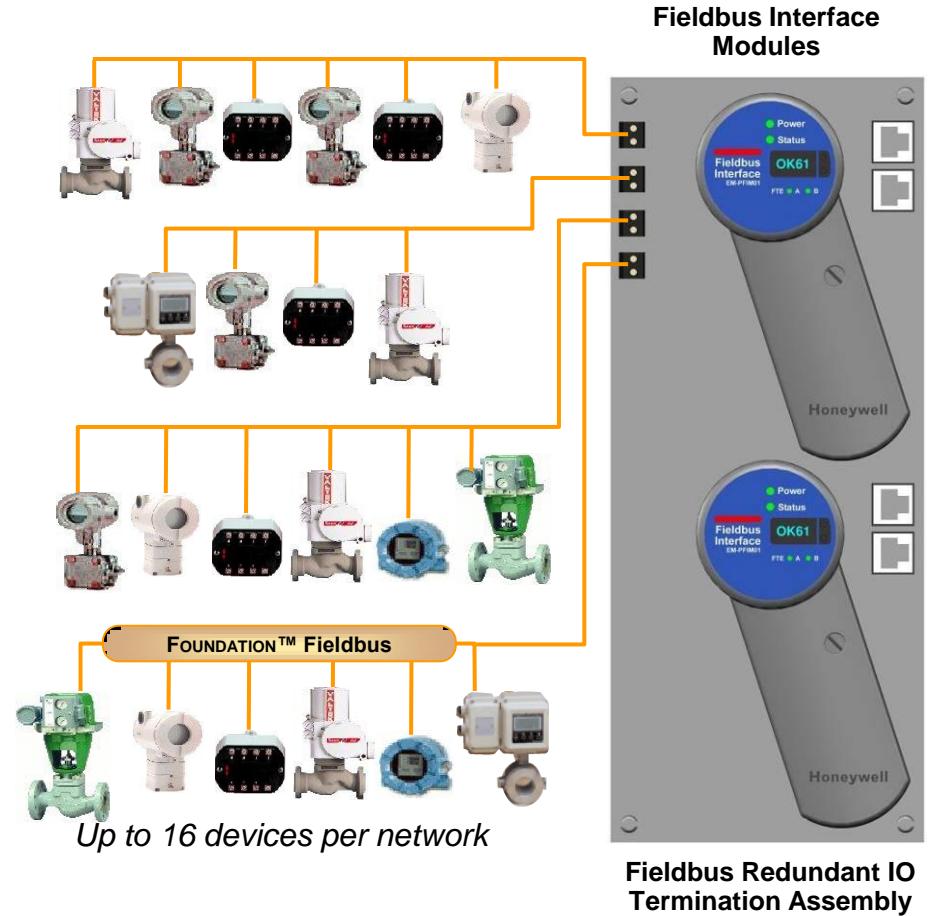 Fieldbus Interface
Modules
Power
Status
OK61
Fieldbus
Interface
EM-PFIM01
FTE A B
Honeywell
Power
Status
OK61
Fieldbus
Interface
EM-PFIM01
FTE A B
Honeywell
FOUNDATION™ Fieldbus
Up to 16 devices per network
Fieldbus Redundant IO
Termination Assembly